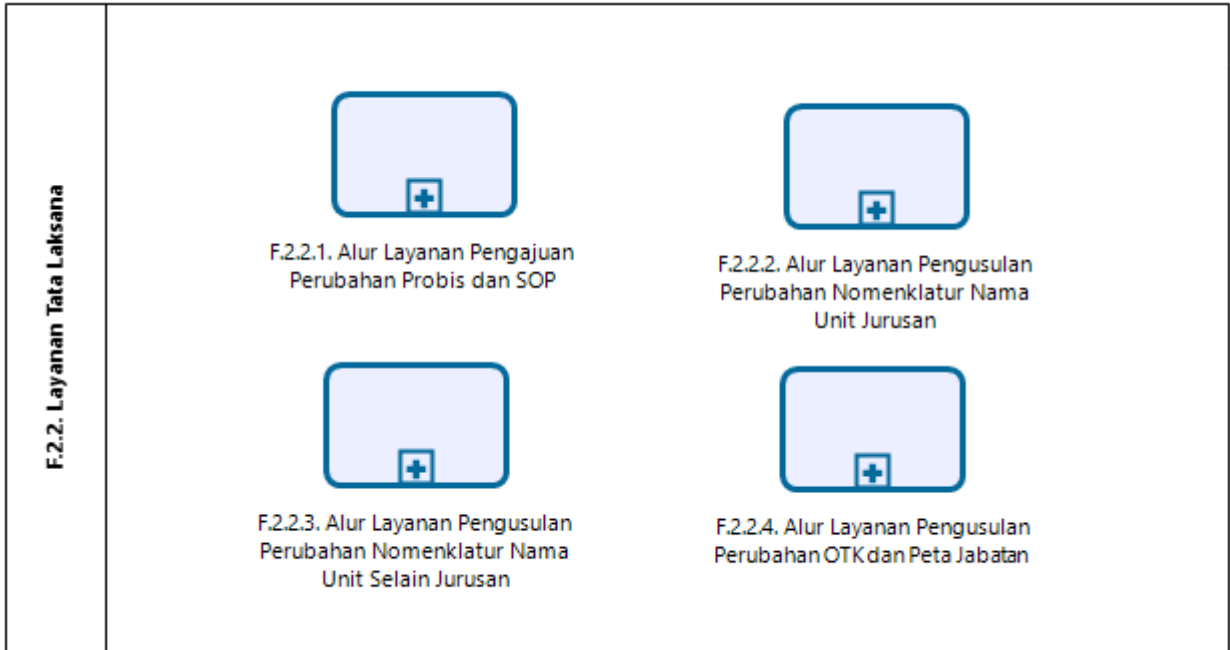 F.2.2. Layanan Tata Laksana
F.2.2.1. Alur Layanan Pengajuan
Perubahan Probis dan SOP
F.2.2.2. Alur Layanan Pengusulan
Perubahan Nomenklatur Nama
Unit Jurusan
F.2.2.3. Alur Layanan Pengusulan
Perubahan Nomenklatur Nama
Unit Selain Jurusan
F.2.2.4. Alur Layanan Pengusulan
Perubahan OTK dan Peta Jabatan